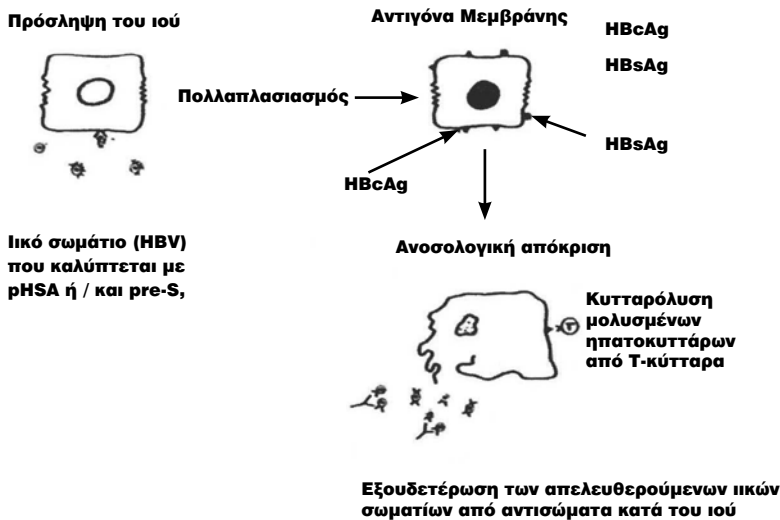 Πρόσληψη του ιού
Αντιγόνα Μεμβράνης
HBcAg
HBsAg
Πολλαπλασιασμός
HBsAg
HBcAg
Ιικό σωμάτιο (HBV)
που καλύπτεται με
pHSA ή / και pre-S,
Ανοσολογική απόκριση
Κυτταρόλυση
μολυσμένων
ηπατοκυττάρων
από Τ-κύτταρα
T
Εξουδετέρωση των απελευθερούμενων ιικών
σωματίων από αντισώματα κατά του ιού